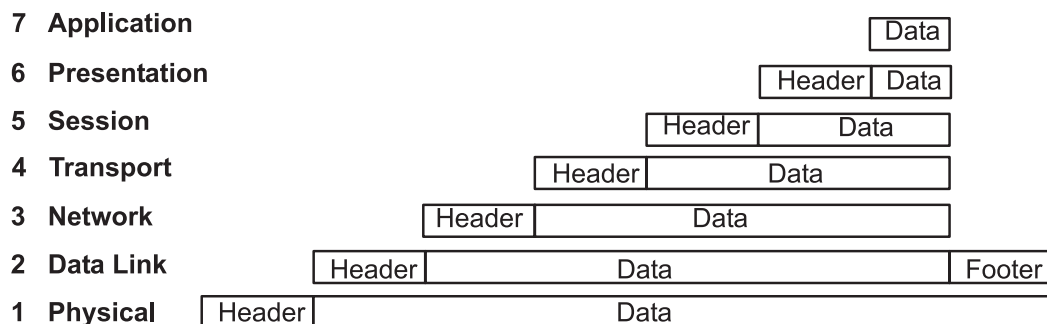 7 Application Data
6 Presentation Header Data
5 Session Header Data
4 Transport Header Data
3 Network Header Data
2 Data Link Header Data Footer
1 Physical Header Data